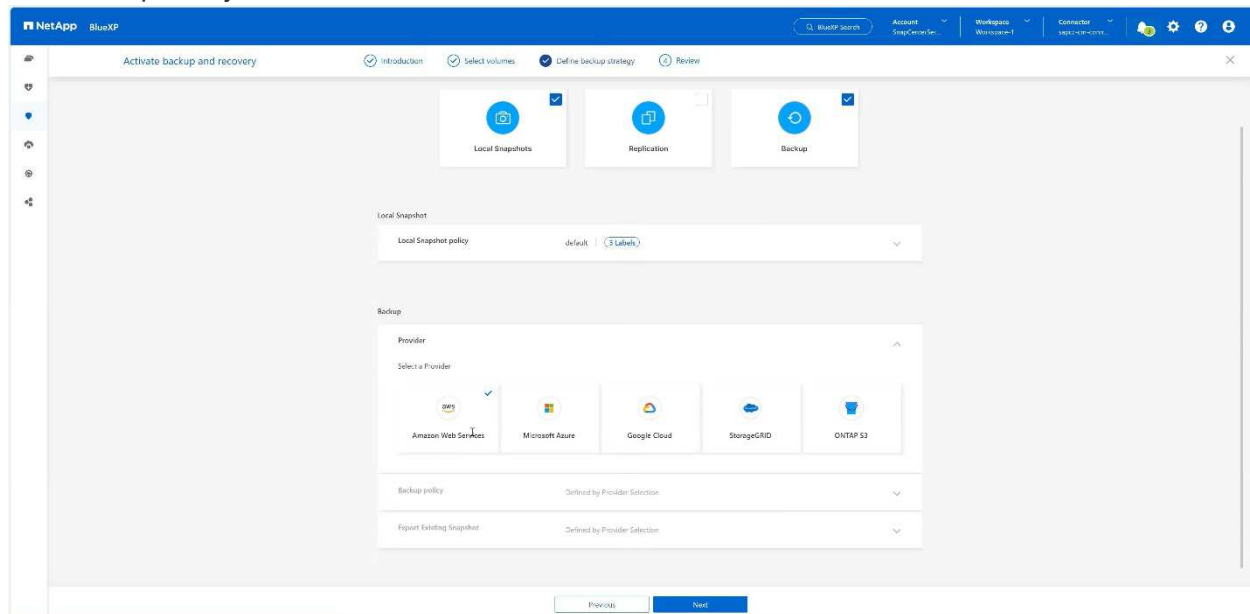 NetApp BlueXP
BlueXP Search
Account
Workspace
Workspace-1
Connector
Activate backup and recovery
Introduction
Select volumes
Define backup strategy
4 Review
Local Snapshots
Replication
Backup
Local Snapshot
Local Snapshot policy default 3 Labels
Backup
Provider
Select a Provider
aws
Amazon Web Services
Microsoft Azure
Google Cloud
StorageGRID
ONTAP S3
Backup policy Defined by Provider Selection
Export Existing Snapshot Defined by Provider Selection
Previous
Next